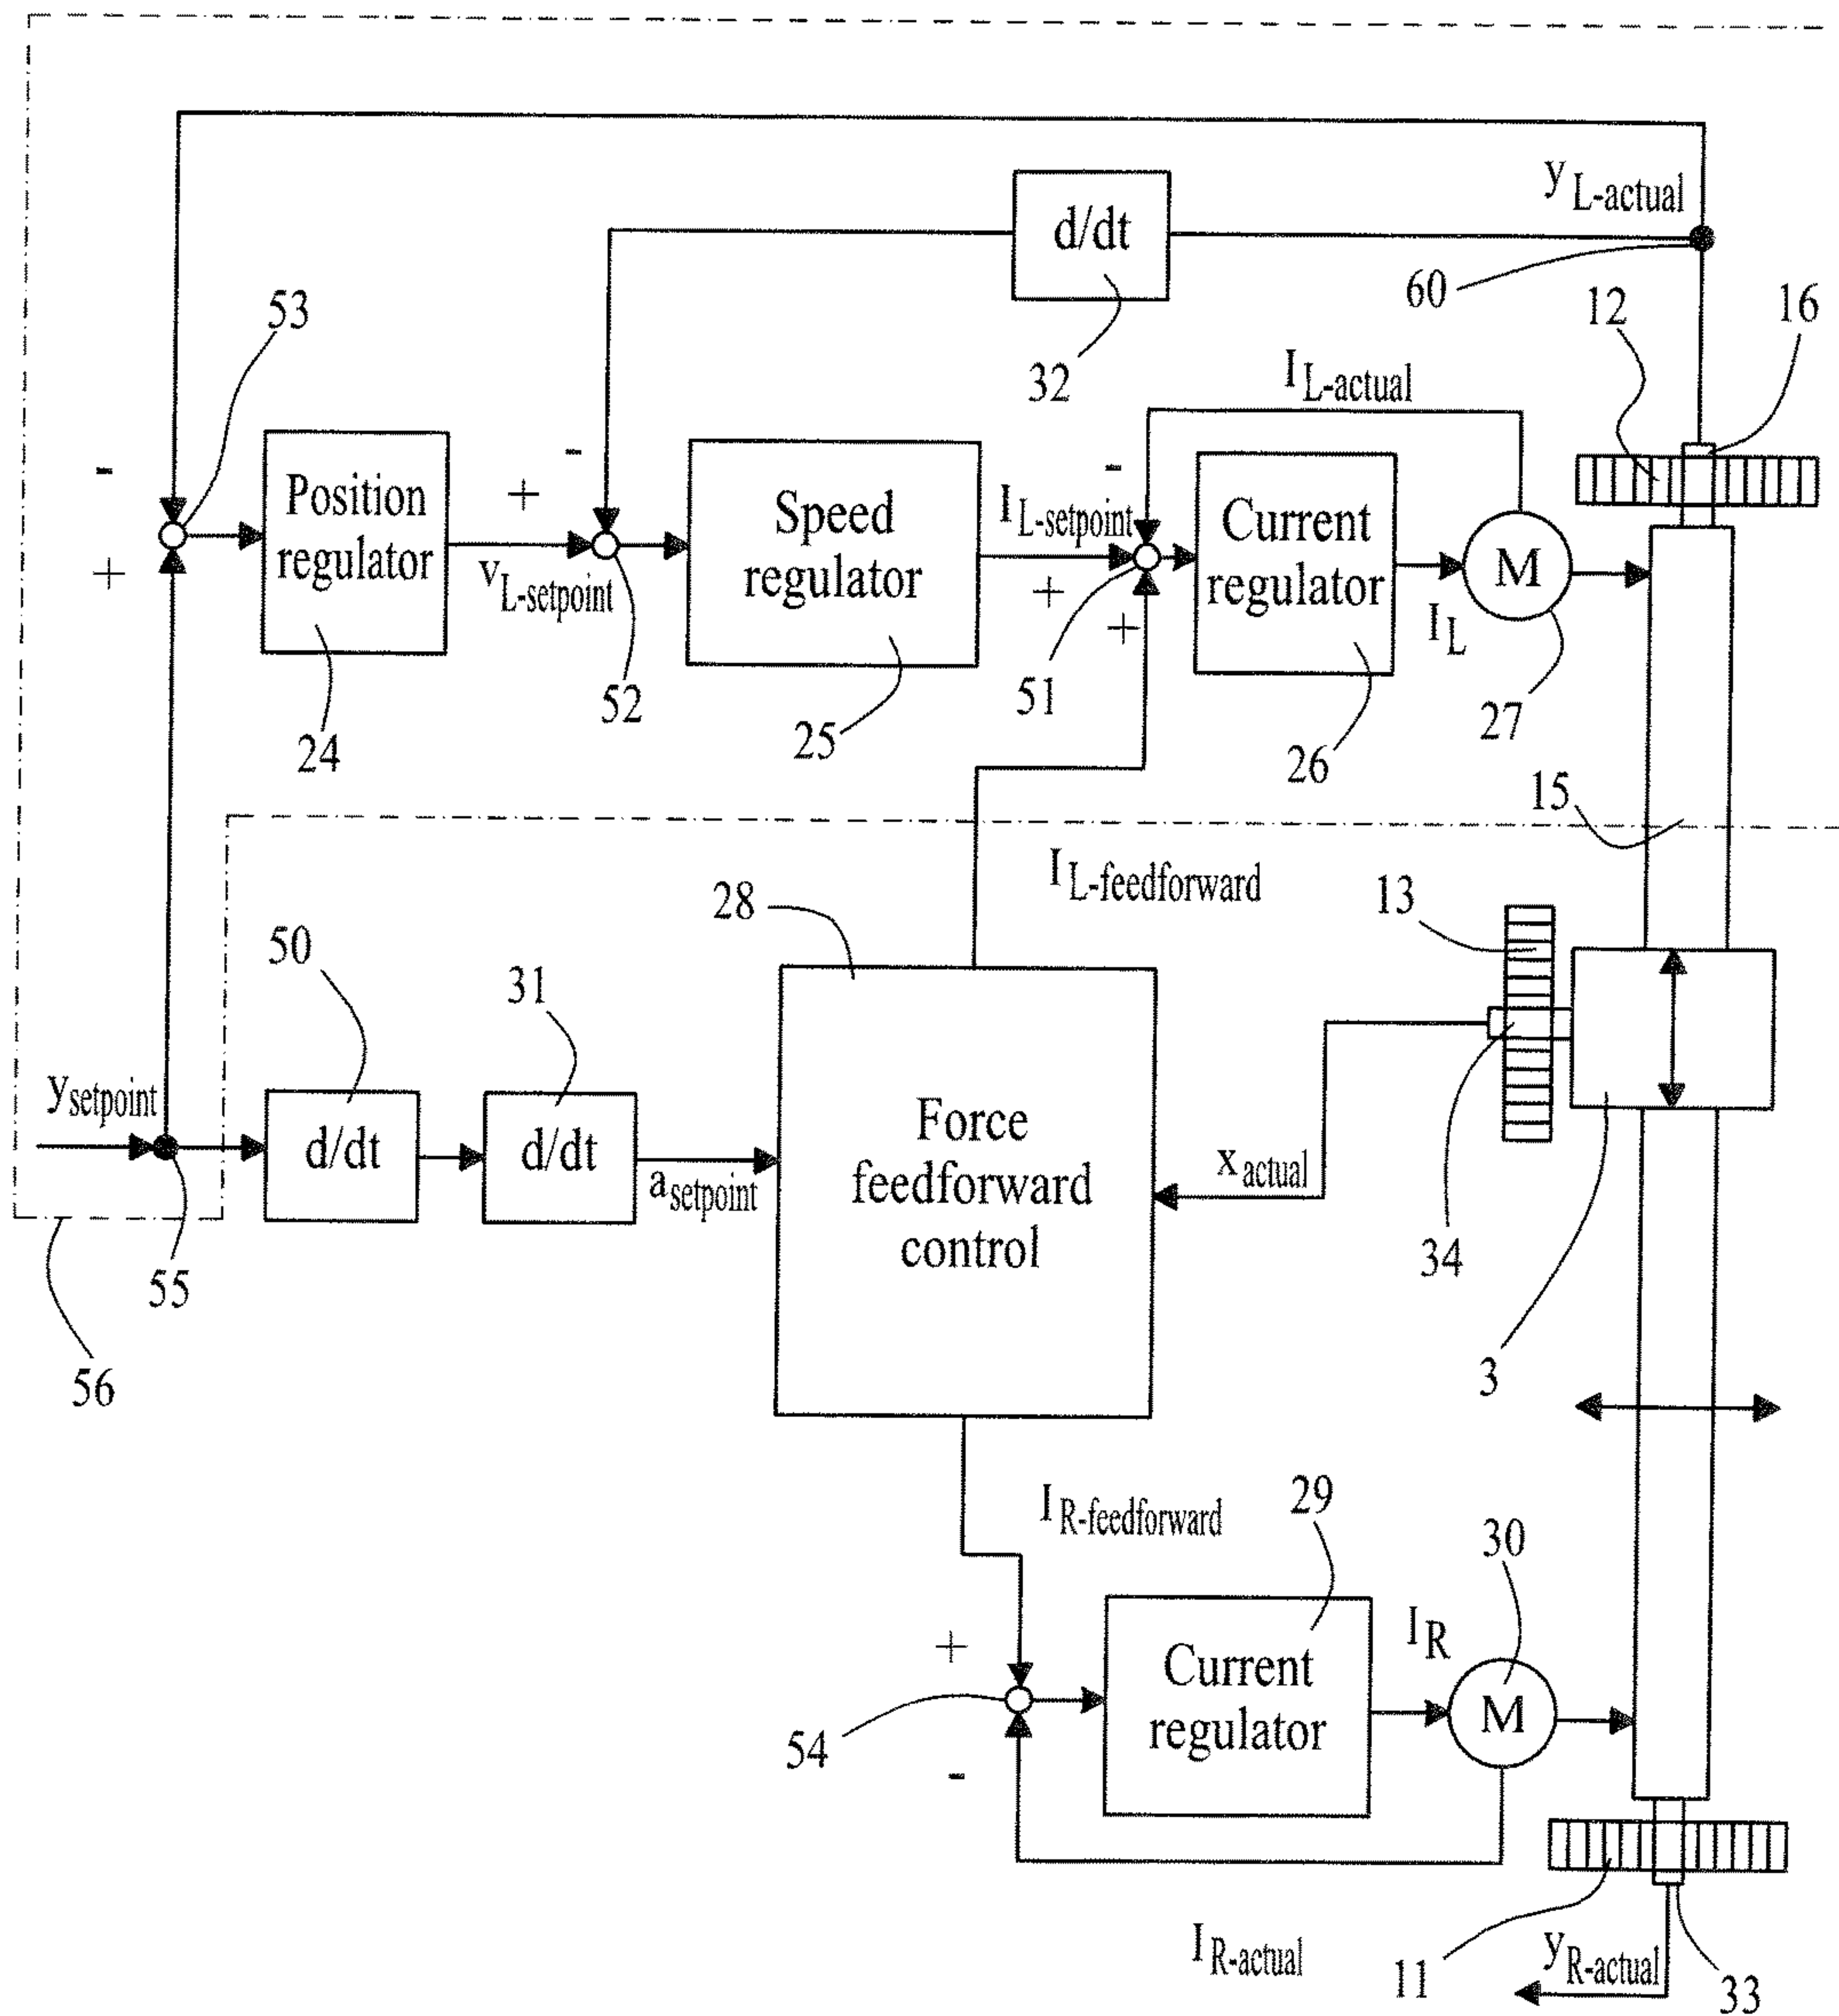 y L-actual
d/dt
60
16
12
53
32
I L-actual
-
-
-
Position
regulator
+
Speed
regulator
I L-setpoint
Current
regulator
M
+
v L-setpoint
+
+
I L
24
52
25
51
26
27
15
I L-feedforward
28
13
50
31
y setpoint
d/dt
d/dt
a setpoint
Force
feedforward
control
x actual
34
55
56
3
I R-feedforward
29
30
+
I R
Current
regulator
M
54
-
I R-actual
11
y R-actual
33